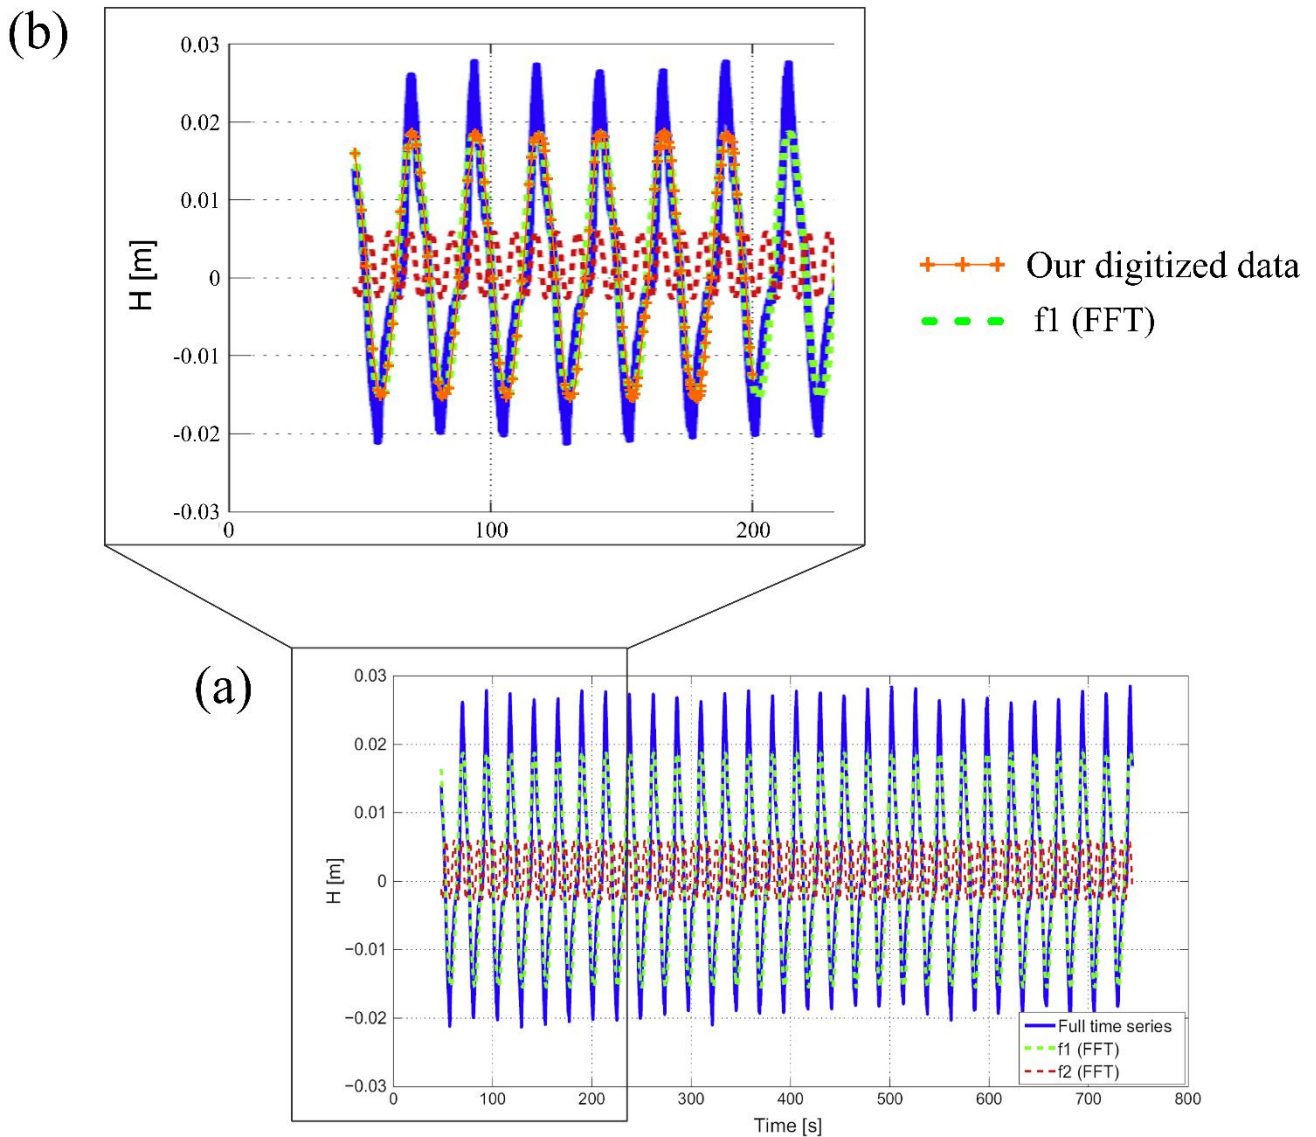 (b)
0.03
0.02
0.01
0
-0.01
-0.02
-0.03
H [m]
0 100 200
Our digitized data
f1 (FFT)
(a)
0.03
0.02
0.01
0
−0.01
−0.02
−0.03
H [m]
0 100 200 300 400 500 600 700 800
Time [s]
Full time series
f1 (FFT)
f2 (FFT)